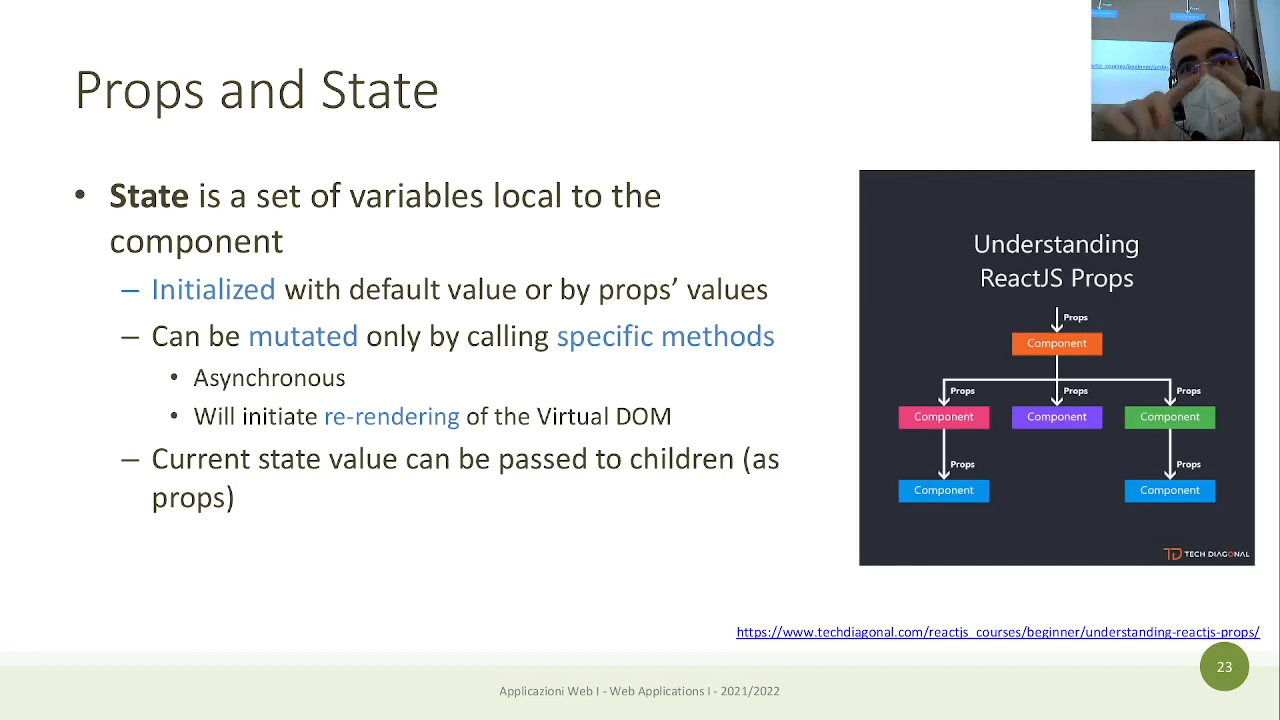 Props and State
• State is a set of variables local to the
component
– Initialized with default value or by props’ values
– Can be mutated only by calling specific methods
• Asynchronous
• Will initiate re-rendering of the Virtual DOM
– Current state value can be passed to children (as
props)
Understanding
ReactJS Props
Props
Component
Props Props Props
Component Component Component
Props Props
Component Component
TD TECH DIAGONAL
https://www.techdiagonal.com/reactjs_courses/beginner/understanding-reactjs-props/
23
Applicazioni Web I - Web Applications I - 2021/2022